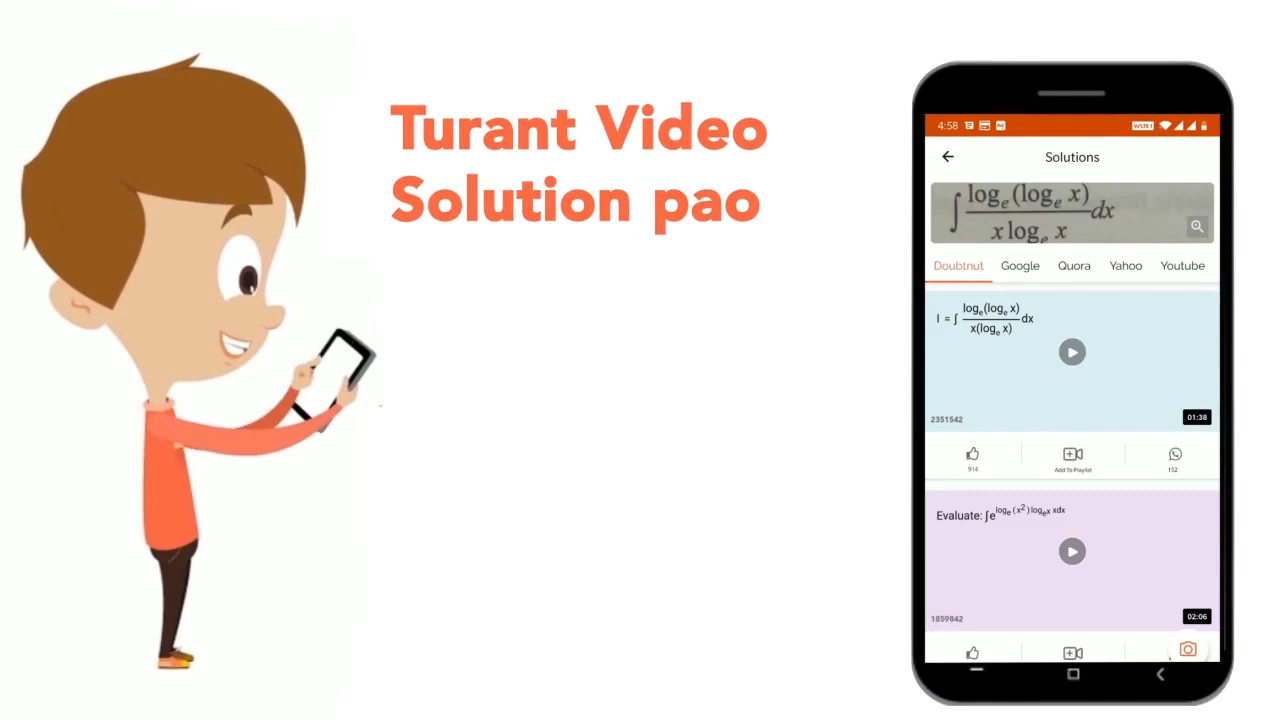 Turant Video
Solution pao
4:58
VoLTE1
Solutions
∫ logₑ(logₑ x) / x logₑ x dx
Doubtnut Google Quora Yahoo Youtube
I = ∫ logₑ(logₑ x) / x(logₑ x) dx
2351542 01:38
914 Add To Playlist 152
Evaluate: ∫e^logₑ(x²)logₑx xdx
1859842 02:06